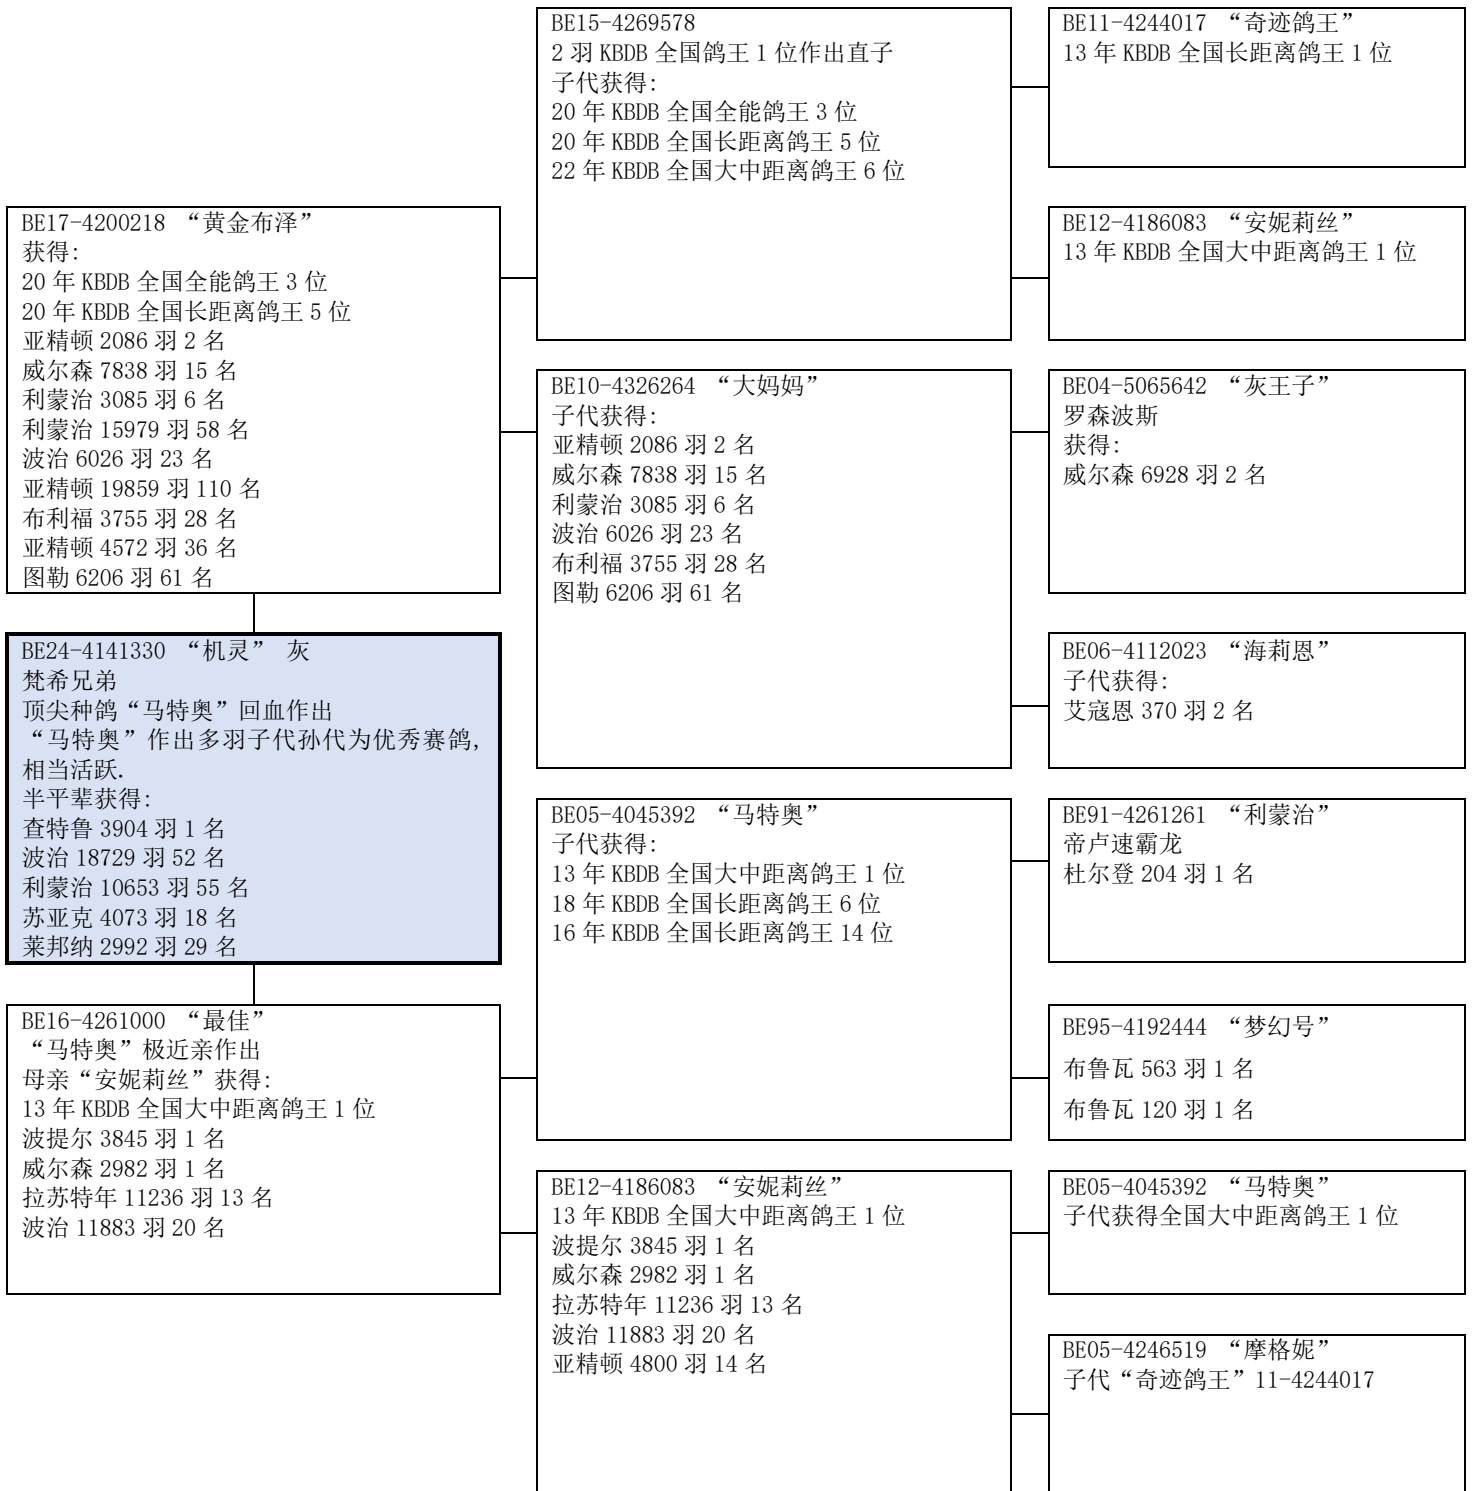 BE15-4269578
2 羽 KBDB 全国鸽王 1 位作出直子
子代获得:
20 年 KBDB 全国全能鸽王 3 位
20 年 KBDB 全国长距离鸽王 5 位
22 年 KBDB 全国大中距离鸽王 6 位
BE11-4244017 “奇迹鸽王”
13 年 KBDB 全国长距离鸽王 1 位
BE12-4186083 “安妮莉丝”
13 年 KBDB 全国大中距离鸽王 1 位
BE17-4200218 “黄金布泽”
获得:
20 年 KBDB 全国全能鸽王 3 位
20 年 KBDB 全国长距离鸽王 5 位
亚精顿 2086 羽 2 名
威尔森 7838 羽 15 名
利蒙治 3085 羽 6 名
利蒙治 15979 羽 58 名
波治 6026 羽 23 名
亚精顿 19859 羽 110 名
布利福 3755 羽 28 名
亚精顿 4572 羽 36 名
图勒 6206 羽 61 名
BE10-4326264 “大妈妈”
子代获得:
亚精顿 2086 羽 2 名
威尔森 7838 羽 15 名
利蒙治 3085 羽 6 名
波治 6026 羽 23 名
布利福 3755 羽 28 名
图勒 6206 羽 61 名
BE04-5065642 “灰王子”
罗森波斯
获得:
威尔森 6928 羽 2 名
BE06-4112023 “海莉恩”
子代获得:
艾寇恩 370 羽 2 名
BE24-4141330 “机灵” 灰
梵希兄弟
顶尖种鸽“马特奥”回血作出
“马特奥”作出多羽子代孙代为优秀赛鸽,
相当活跃.
半平辈获得:
查特鲁 3904 羽 1 名
波治 18729 羽 52 名
利蒙治 10653 羽 55 名
苏亚克 4073 羽 18 名
莱邦纳 2992 羽 29 名
BE05-4045392 “马特奥”
子代获得:
13 年 KBDB 全国大中距离鸽王 1 位
18 年 KBDB 全国长距离鸽王 6 位
16 年 KBDB 全国长距离鸽王 14 位
BE91-4261261 “利蒙治”
帝卢速霸龙
杜尔登 204 羽 1 名
BE95-4192444 “梦幻号”
布鲁瓦 563 羽 1 名
布鲁瓦 120 羽 1 名
BE16-4261000 “最佳”
“马特奥”极近亲作出
母亲“安妮莉丝”获得:
13 年 KBDB 全国大中距离鸽王 1 位
波提尔 3845 羽 1 名
威尔森 2982 羽 1 名
拉苏特年 11236 羽 13 名
波治 11883 羽 20 名
BE12-4186083 “安妮莉丝”
13 年 KBDB 全国大中距离鸽王 1 位
波提尔 3845 羽 1 名
威尔森 2982 羽 1 名
拉苏特年 11236 羽 13 名
波治 11883 羽 20 名
亚精顿 4800 羽 14 名
BE05-4045392 “马特奥”
子代获得全国大中距离鸽王 1 位
BE05-4246519 “摩格妮”
子代“奇迹鸽王”11-4244017